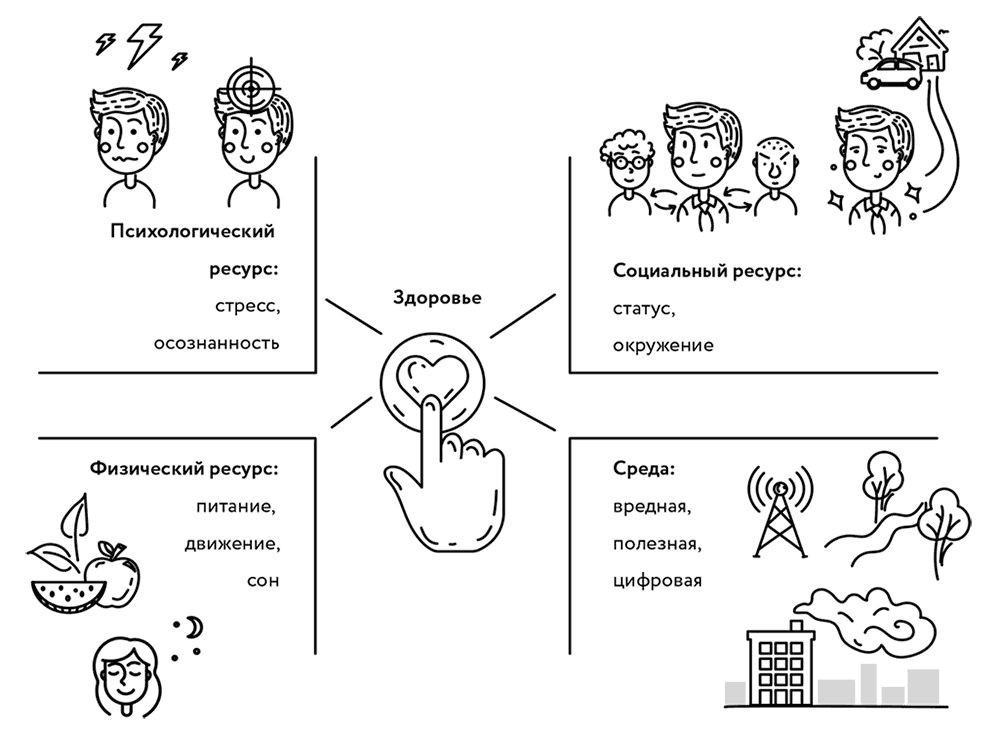 Психологический
ресурс:
стресс,
осознанность
Социальный ресурс:
статус,
окружение
Здоровье
Физический ресурс:
питание,
движение,
сон
Среда:
вредная,
полезная,
цифровая